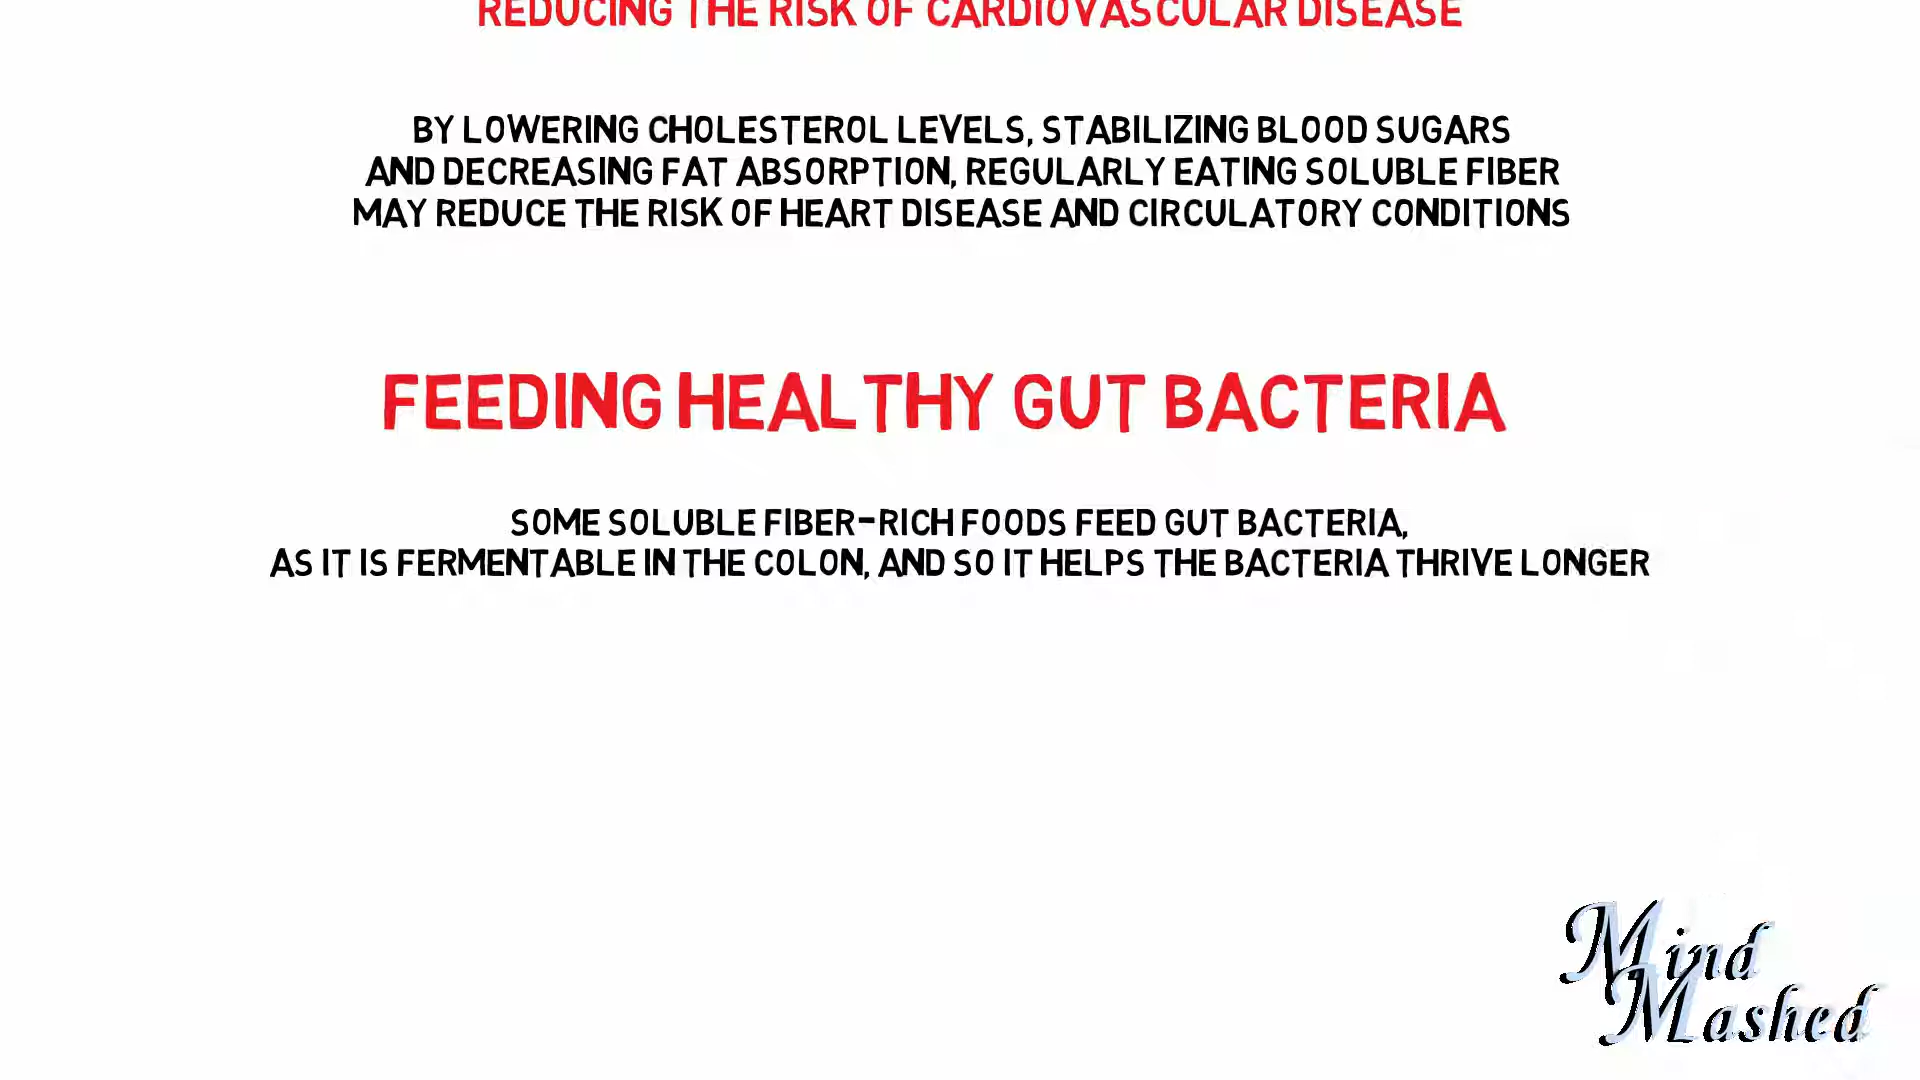 REDUCING THE RISK OF CARDIOVASCULAR DISEASE
BY LOWERING CHOLESTEROL LEVELS, STABILIZING BLOOD SUGARS
AND DECREASING FAT ABSORPTION, REGULARLY EATING SOLUBLE FIBER
MAY REDUCE THE RISK OF HEART DISEASE AND CIRCULATORY CONDITIONS
FEEDING HEALTHY GUT BACTERIA
SOME SOLUBLE FIBER-RICH FOODS FEED GUT BACTERIA,
AS IT IS FERMENTABLE IN THE COLON, AND SO IT HELPS THE BACTERIA THRIVE LONGER
Mind
Mashed